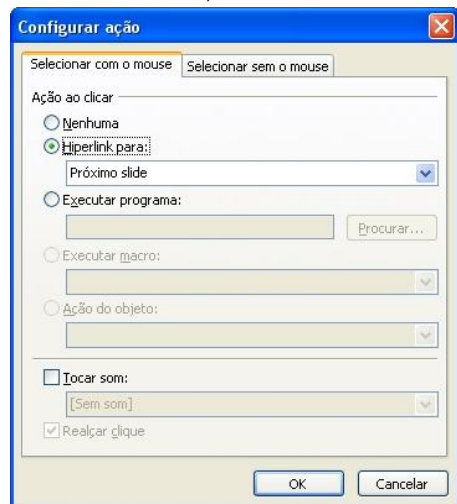 Configurar ação
Selecionar com o mouse Selecionar sem o mouse
Ação ao clicar
Nenhuma
Hiperlink para:
Próximo slide
Executar programa:
Procurar...
Executar macro:
Ação do objeto:
Tocar som:
[Sem som]
Realçar clique
OK Cancelar